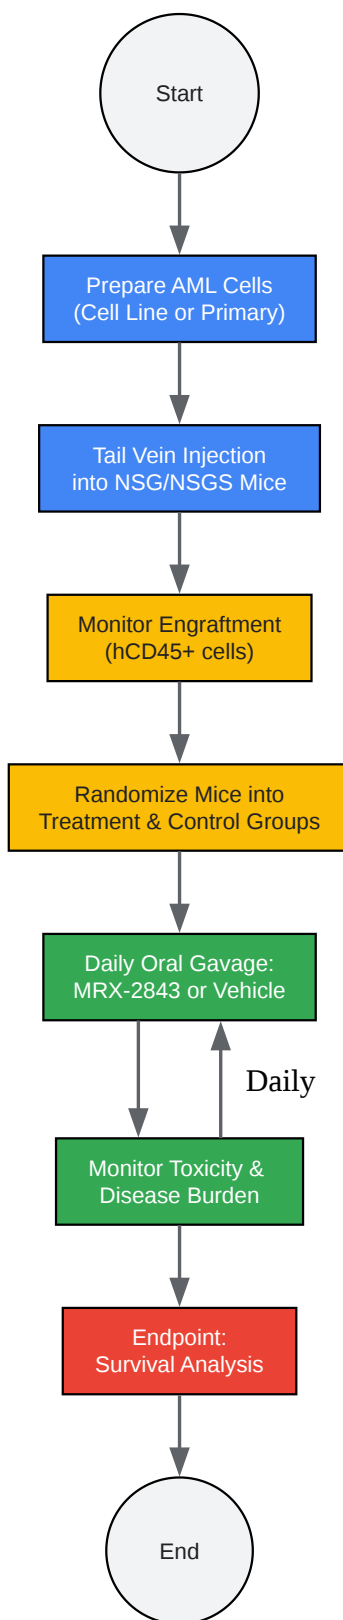 Start
Prepare AML Cells
(Cell Line or Primary)
Tail Vein Injection
into NSG/NSGS Mice
Monitor Engraftment
(hCD45+ cells)
Randomize Mice into
Treatment & Control Groups
Daily Oral Gavage:
MRX-2843 or Vehicle
Daily
Monitor Toxicity &
Disease Burden
Endpoint:
Survival Analysis
End